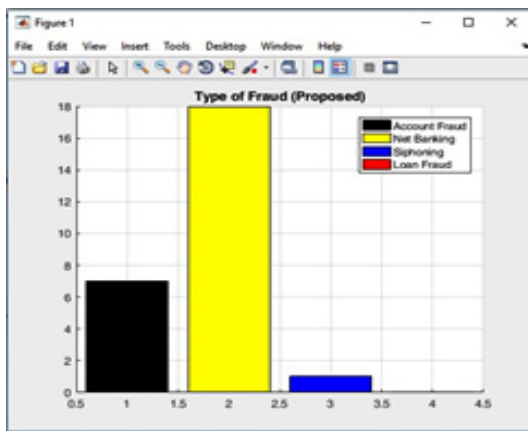 Figure 1
File Edit View Insert Tools Desktop Window Help
Type of Fraud (Proposed)
Account Fraud
Net Banking
Siphoning
Loan Fraud
18
16
14
12
10
8
6
4
2
0
0.5 1 1.5 2 2.5 3 3.5 4 4.5